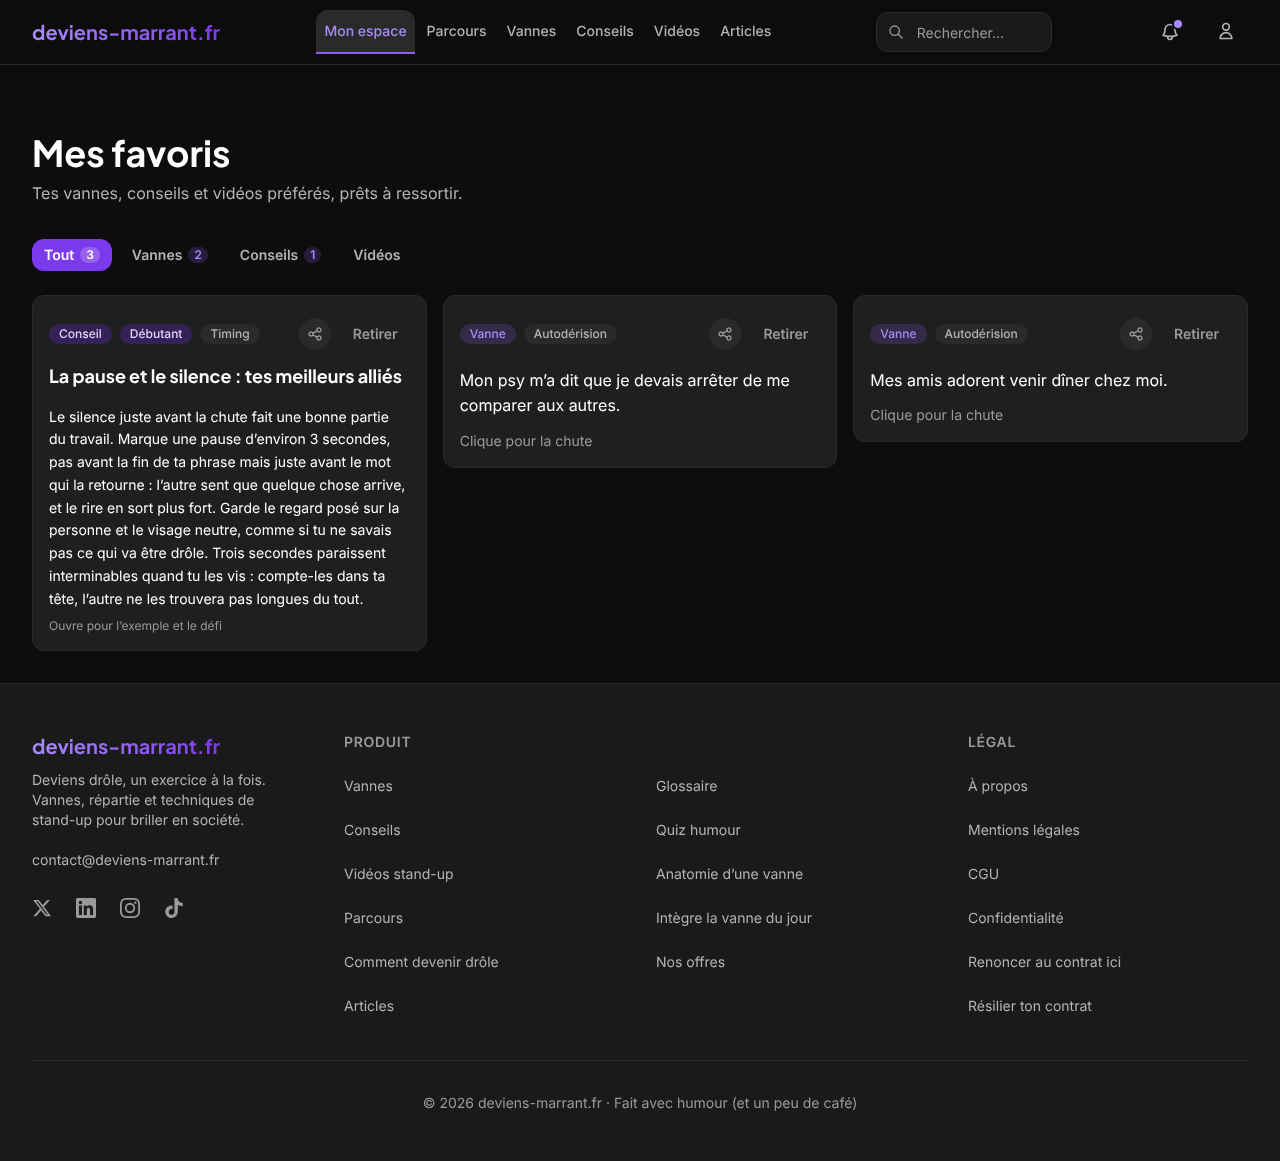 deviens-marrant.fr
Mon espace
Parcours
Vannes
Conseils
Vidéos
Articles
Rechercher...
Mes favoris
Tes vannes, conseils et vidéos préférés, prêts à ressortir.
Tout 3
Vannes 2
Conseils 1
Vidéos
Conseil
Débutant
Timing
Retirer
La pause et le silence : tes meilleurs alliés
Le silence juste avant la chute fait une bonne partie
du travail. Marque une pause d’environ 3 secondes,
pas avant la fin de ta phrase mais juste avant le mot
qui la retourne : l’autre sent que quelque chose arrive,
et le rire en sort plus fort. Garde le regard posé sur la
personne et le visage neutre, comme si tu ne savais
pas ce qui va être drôle. Trois secondes paraissent
interminables quand tu les vis : compte-les dans ta
tête, l’autre ne les trouvera pas longues du tout.
Ouvre pour l’exemple et le défi
Vanne
Autodérision
Retirer
Mon psy m’a dit que je devais arrêter de me
comparer aux autres.
Clique pour la chute
Vanne
Autodérision
Retirer
Mes amis adorent venir dîner chez moi.
Clique pour la chute
deviens-marrant.fr
Deviens drôle, un exercice à la fois.
Vannes, répartie et techniques de
stand-up pour briller en société.
contact@deviens-marrant.fr
PRODUIT
Vannes
Conseils
Vidéos stand-up
Parcours
Comment devenir drôle
Articles
Glossaire
Quiz humour
Anatomie d’une vanne
Intègre la vanne du jour
Nos offres
LÉGAL
À propos
Mentions légales
CGU
Confidentialité
Renoncer au contrat ici
Résilier ton contrat
© 2026 deviens-marrant.fr · Fait avec humour (et un peu de café)